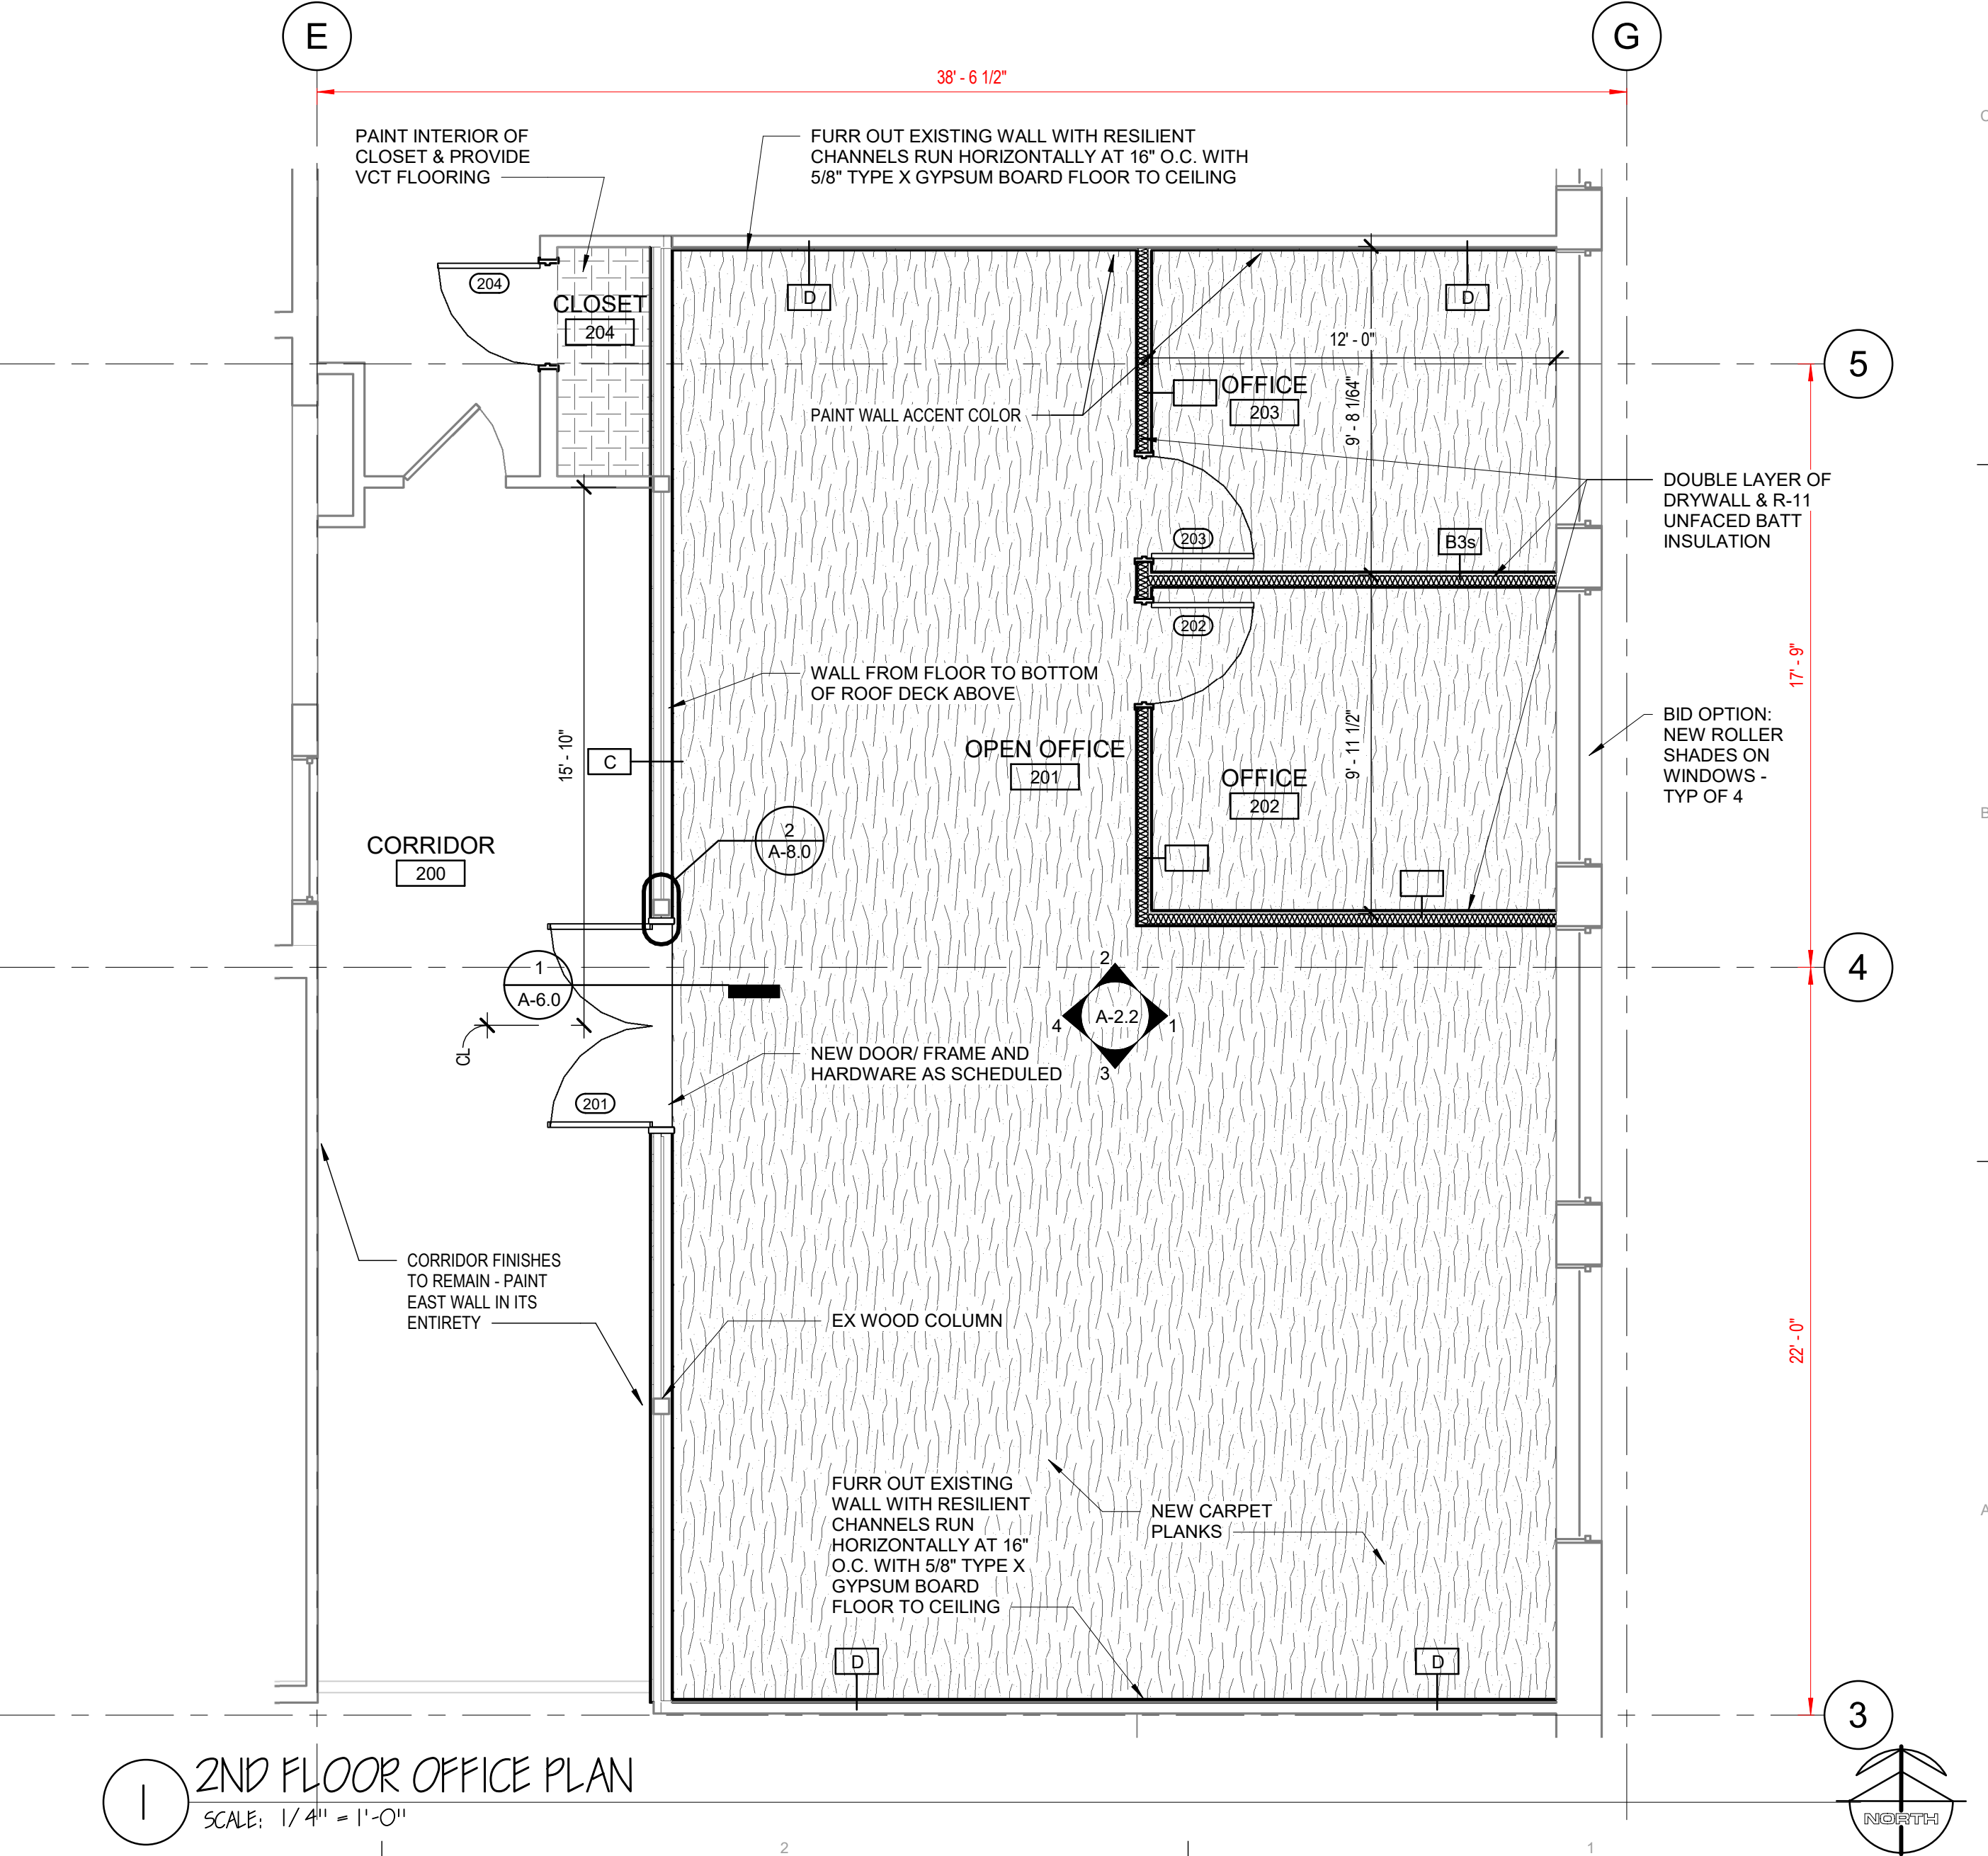 E
G
38' - 6 1/2"
C
PAINT INTERIOR OF
CLOSET & PROVIDE
VCT FLOORING
FURR OUT EXISTING WALL WITH RESILIENT
CHANNELS RUN HORIZONTALLY AT 16" O.C. WITH
5/8" TYPE X GYPSUM BOARD FLOOR TO CEILING
204
CLOSET
204
D
D
12' - 0"
5
OFFICE
203
9' - 8 1/64"
PAINT WALL ACCENT COLOR
DOUBLE LAYER OF
DRYWALL & R-11
UNFACED BATT
INSULATION
203
B3s
202
17' - 9"
WALL FROM FLOOR TO BOTTOM
OF ROOF DECK ABOVE
BID OPTION:
NEW ROLLER
SHADES ON
WINDOWS -
TYP OF 4
15' - 10"
C
OPEN OFFICE
201
9' - 11 1/2"
OFFICE
202
B
2
A-8.0
CORRIDOR
200
1
A-6.0
2
4
A-2.2
1
3
4
CL
NEW DOOR/ FRAME AND
HARDWARE AS SCHEDULED
201
CORRIDOR FINISHES
TO REMAIN - PAINT
EAST WALL IN ITS
ENTIRETY
EX WOOD COLUMN
22' - 0"
FURR OUT EXISTING
WALL WITH RESILIENT
CHANNELS RUN
HORIZONTALLY AT 16"
O.C. WITH 5/8" TYPE X
GYPSUM BOARD
FLOOR TO CEILING
NEW CARPET
PLANKS
A
D
D
3
1
2ND FLOOR OFFICE PLAN
SCALE: 1/4" = 1'-0"
NORTH
2
1